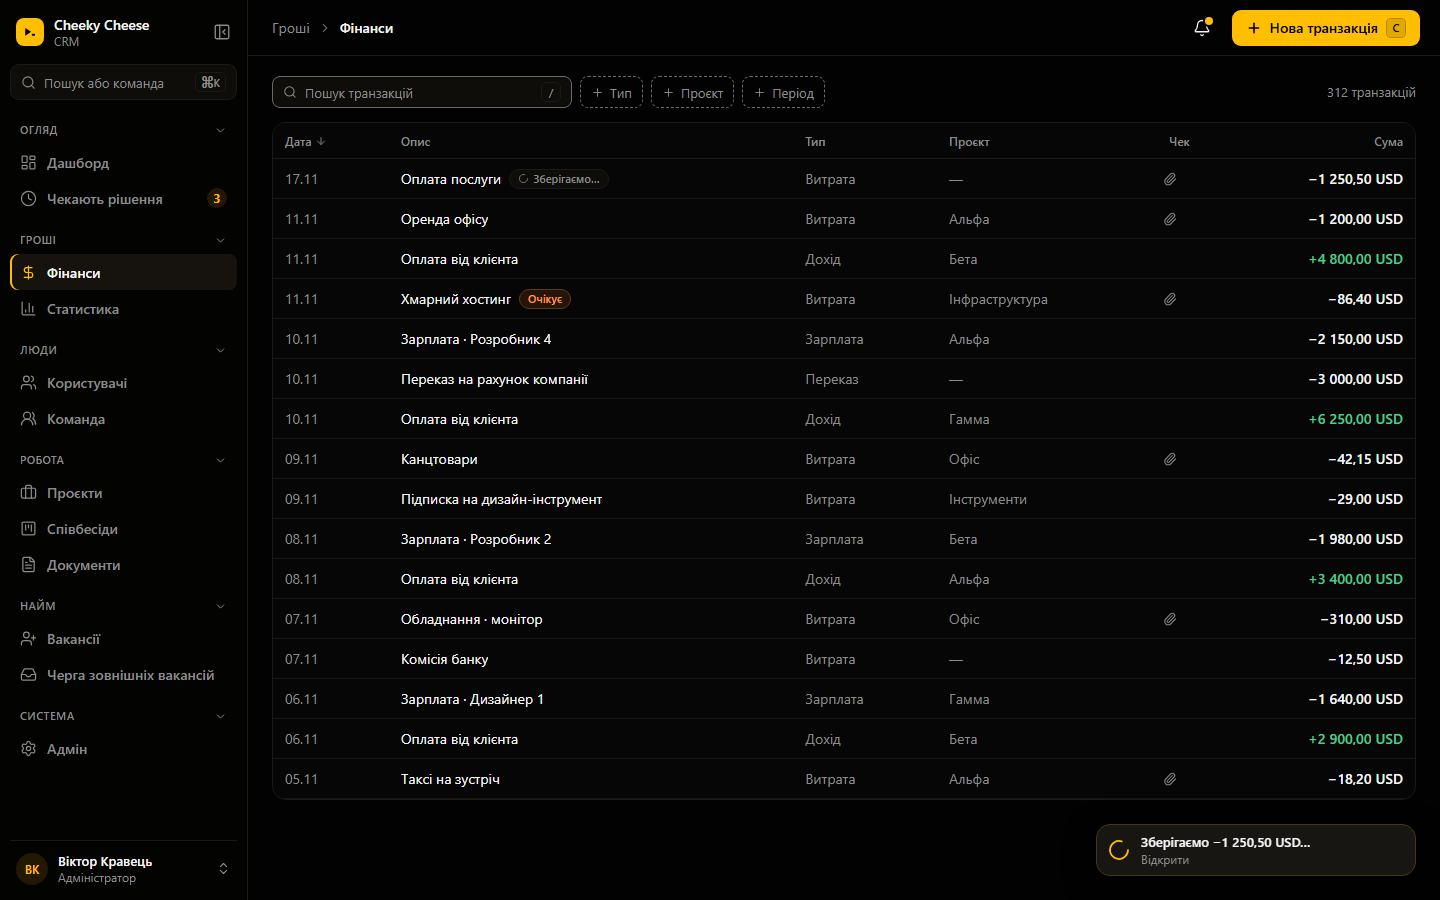 Cheeky Cheese
CRM
Пошук або команда ⌘K
ОГЛЯД
Дашборд
Чекають рішення 3
ГРОШІ
Фінанси
Статистика
ЛЮДИ
Користувачі
Команда
РОБОТА
Проєкти
Співбесіди
Документи
НАЙМ
Вакансії
Черга зовнішніх вакансій
СИСТЕМА
Адмін
ВК
Віктор Кравець
Адміністратор
Гроші > Фінанси
+ Нова транзакція C
Пошук транзакцій /
+ Тип
+ Проєкт
+ Період
312 транзакцій
Дата ↓ Опис Тип Проєкт Чек Сума
17.11 Оплата послуги Зберігаємо... Витрата — −1 250,50 USD
11.11 Оренда офісу Витрата Альфа −1 200,00 USD
11.11 Оплата від клієнта Дохід Бета +4 800,00 USD
11.11 Хмарний хостинг Очікує Витрата Інфраструктура −86,40 USD
10.11 Зарплата · Розробник 4 Зарплата Альфа −2 150,00 USD
10.11 Переказ на рахунок компанії Переказ — −3 000,00 USD
10.11 Оплата від клієнта Дохід Гамма +6 250,00 USD
09.11 Канцтовари Витрата Офіс −42,15 USD
09.11 Підписка на дизайн-інструмент Витрата Інструменти −29,00 USD
08.11 Зарплата · Розробник 2 Зарплата Бета −1 980,00 USD
08.11 Оплата від клієнта Дохід Альфа +3 400,00 USD
07.11 Обладнання · монітор Витрата Офіс −310,00 USD
07.11 Комісія банку Витрата — −12,50 USD
06.11 Зарплата · Дизайнер 1 Зарплата Гамма −1 640,00 USD
06.11 Оплата від клієнта Дохід Бета +2 900,00 USD
05.11 Таксі на зустріч Витрата Альфа −18,20 USD
Зберігаємо −1 250,50 USD...
Відкрити